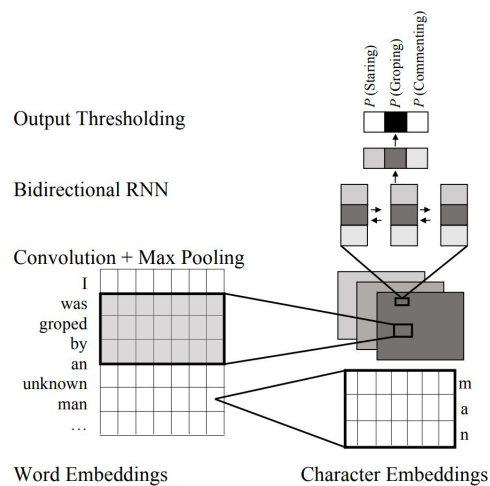 P (Staring)
P (Groping)
P (Commenting)
Output Thresholding
Bidirectional RNN
Convolution + Max Pooling
I
was
groped
by
an
unknown
man
…
m
a
n
Word Embeddings
Character Embeddings